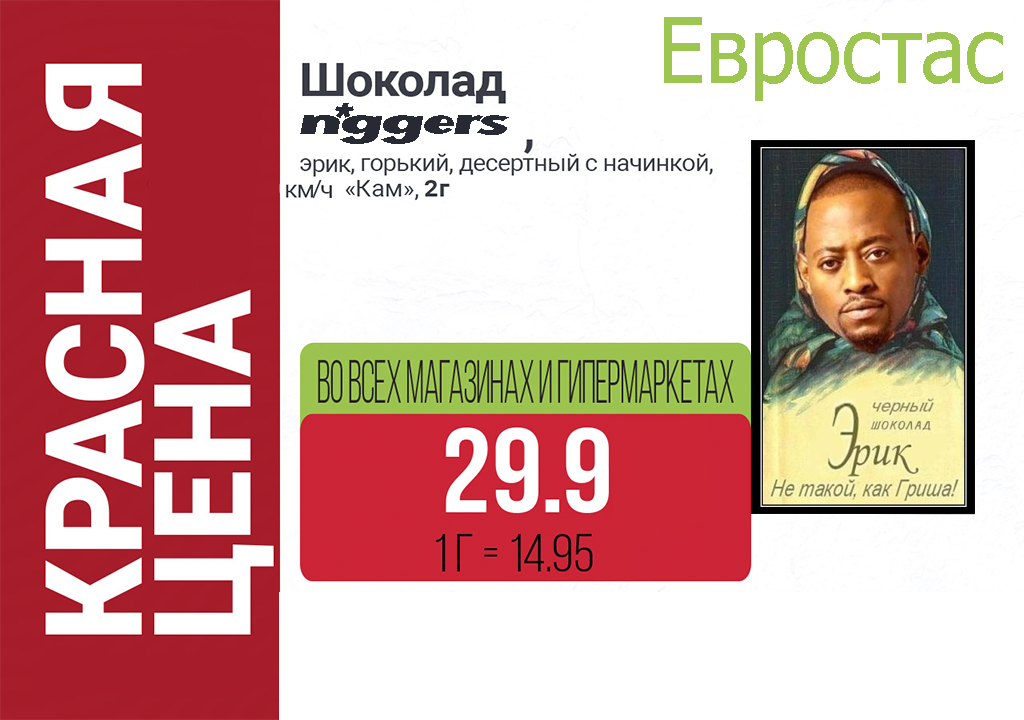 КРАСНАЯ
ЦЕНА
Евростас
Шоколад
n*ggers ,
эрик, горький, десертный с начинкой,
км/ч «Кам», 2г
ВО ВСЕХ МАГАЗИНАХ И ГИПЕРМАРКЕТАХ
29.9
1 Г = 14.95
черный
шоколад
Эрик
Не такой, как Гриша!